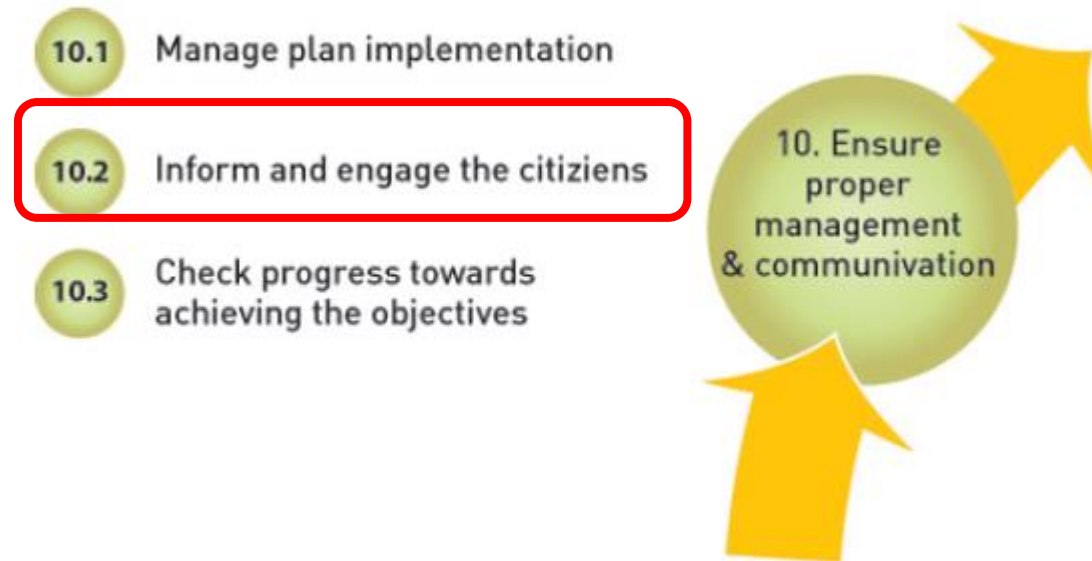 10.1 Manage plan implementation
10.2 Inform and engage the citiziens
10.3 Check progress towards
achieving the objectives
10. Ensure
proper
management
& communivation